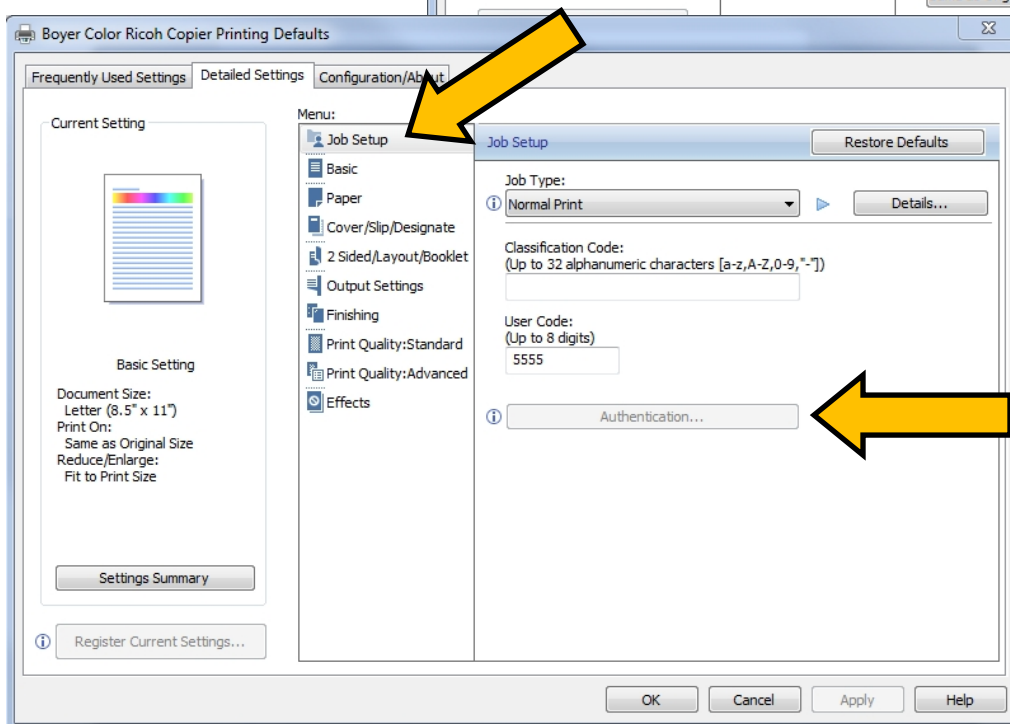 Boyer Color Ricoh Copier Printing Defaults
Frequently Used Settings Detailed Settings Configuration/About
Current Setting
Basic Setting
Document Size:
Letter (8.5" x 11")
Print On:
Same as Original Size
Reduce/Enlarge:
Fit to Print Size
Settings Summary
Register Current Settings...
Menu:
Job Setup
Basic
Paper
Cover/Slip/Designate
2 Sided/Layout/Booklet
Output Settings
Finishing
Print Quality:Standard
Print Quality:Advanced
Effects
Job Setup
Restore Defaults
Job Type:
Normal Print
Details...
Classification Code:
(Up to 32 alphanumeric characters [a-z,A-Z,0-9,"-"])
User Code:
(Up to 8 digits)
5555
Authentication...
OK Cancel Apply Help